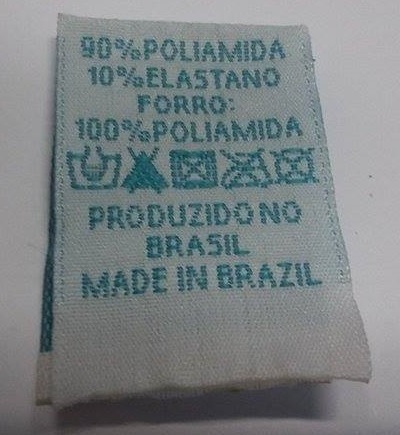 90%POLIAMIDA
10%ELASTANO
FORRO:
100%POLIAMIDA
PRODUZIDO NO
BRASIL
MADE IN BRAZIL